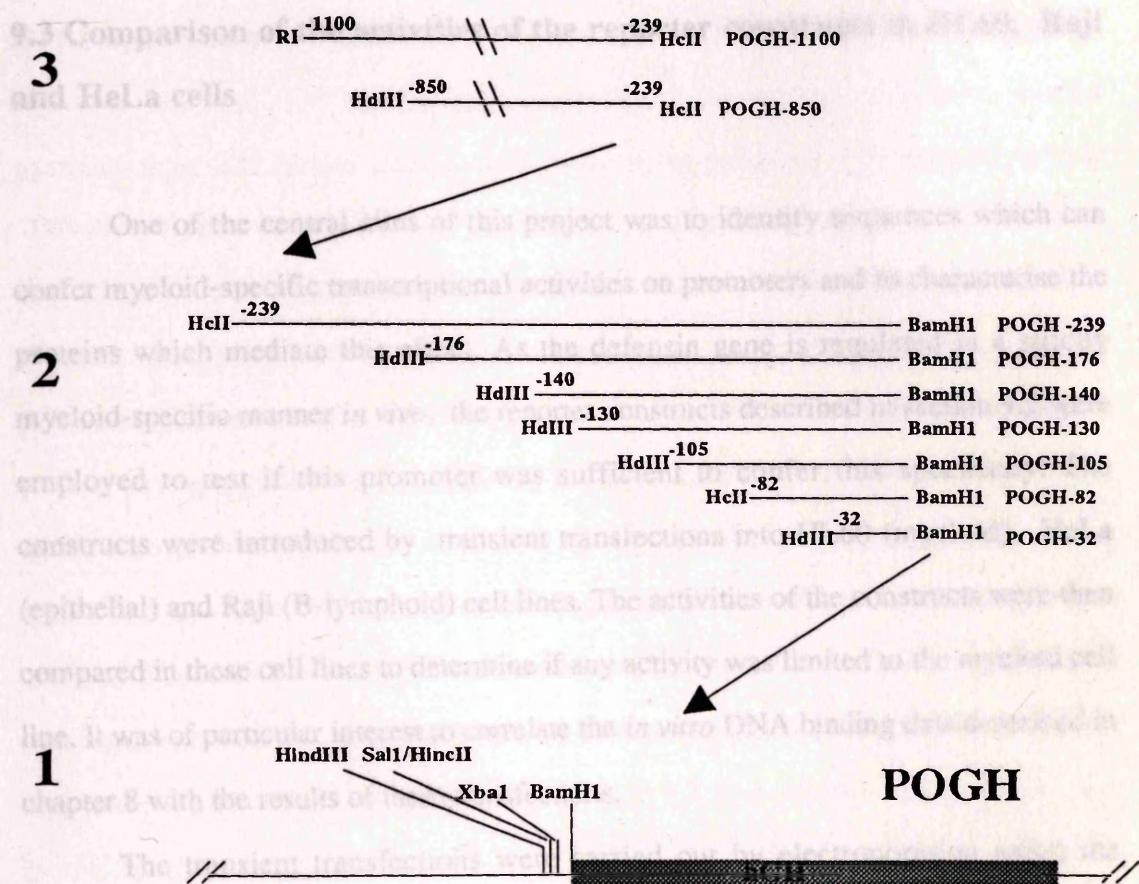 9.3 Comparison of the activities of the reporter constructs in HL60, Raji
and HeLa cells
3
RI -1100 -239 HcII POGH-1100
HdIII -850 -239 HcII POGH-850
One of the central aims of this project was to identify sequences which can
confer myeloid-specific transcriptional activities on promoters and to characterise the
HcII -239 BamH1 POGH -239
proteins which mediate this As the defensin gene is regulated in a
2
HdIII -176 BamH1 POGH-176
HdIII -140 BamH1 POGH-140
myeloid-specific manner in vivo, the reporter constructs described in section were
HdIII -130 BamH1 POGH-130
employed to test if this promoter was sufficient to confer this
HdIII -105 BamH1 POGH-105
HcII -82 BamH1 POGH-82
constructs were introduced by transient transfections into HeLa
HdIII -32 BamH1 POGH-32
(epithelial) and Raji (B-lymphoid) cell lines. The activities of the constructs were then
compared in these cell lines to determine if any activity was limited to the myeloid cell
line. It was of particular interest to correlate the in vitro DNA binding data described in
1
HindIII Sal1/HincII
chapter 8 with the results of these
Xba1 BamH1 POGH
The transient transfections were carried out by electroporation using the
hGH